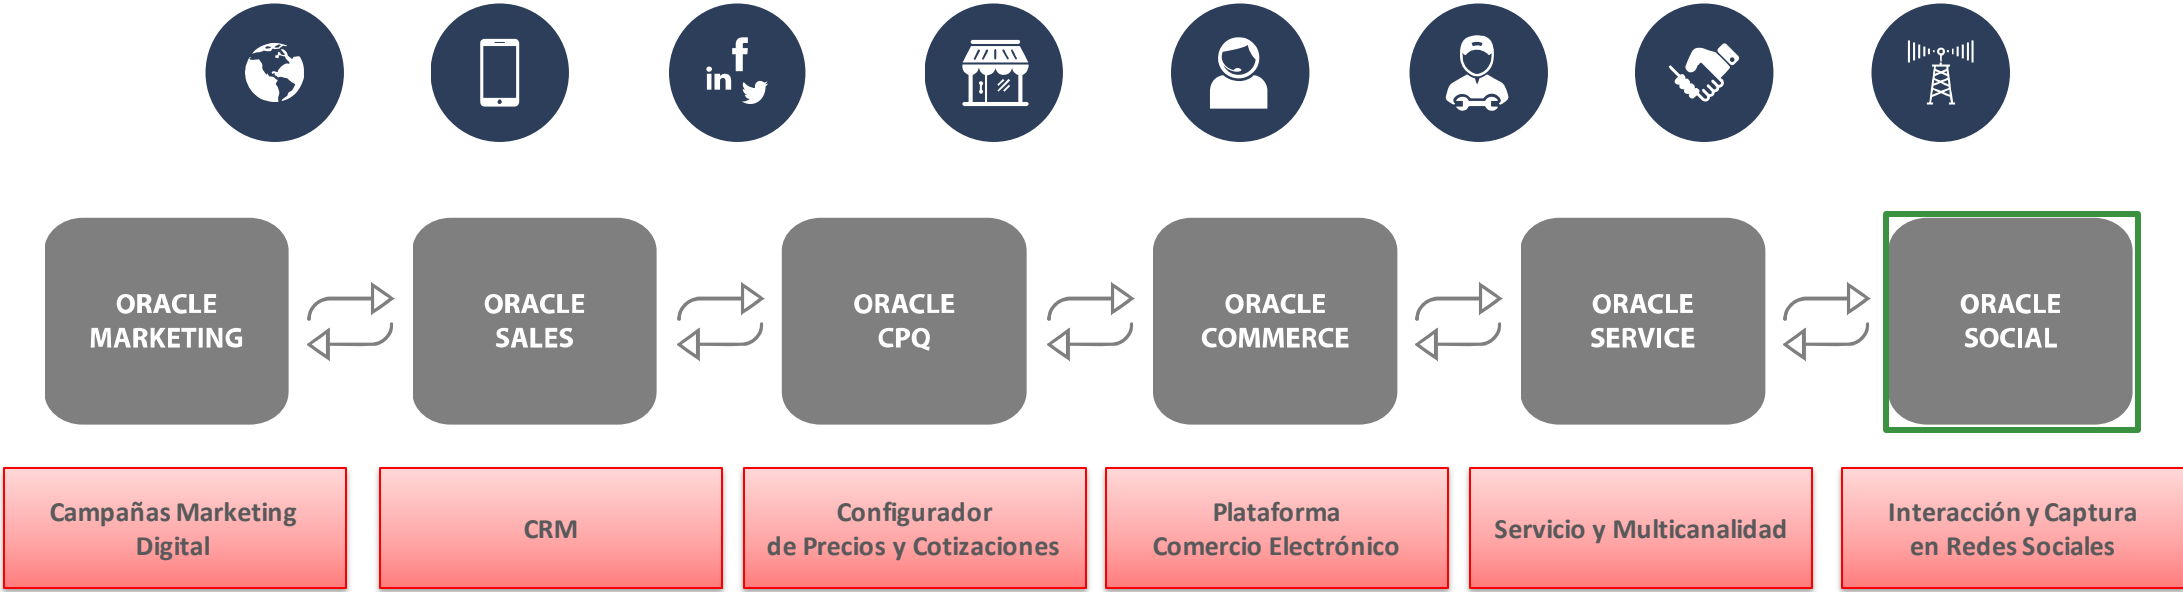 f
in
ORACLE
MARKETING
ORACLE
SALES
ORACLE
CPQ
ORACLE
COMMERCE
ORACLE
SERVICE
ORACLE
SOCIAL
Campañas Marketing
Digital
CRM
Configurador
de Precios y Cotizaciones
Plataforma
Comercio Electrónico
Servicio y Multicanalidad
Interacción y Captura
en Redes Sociales